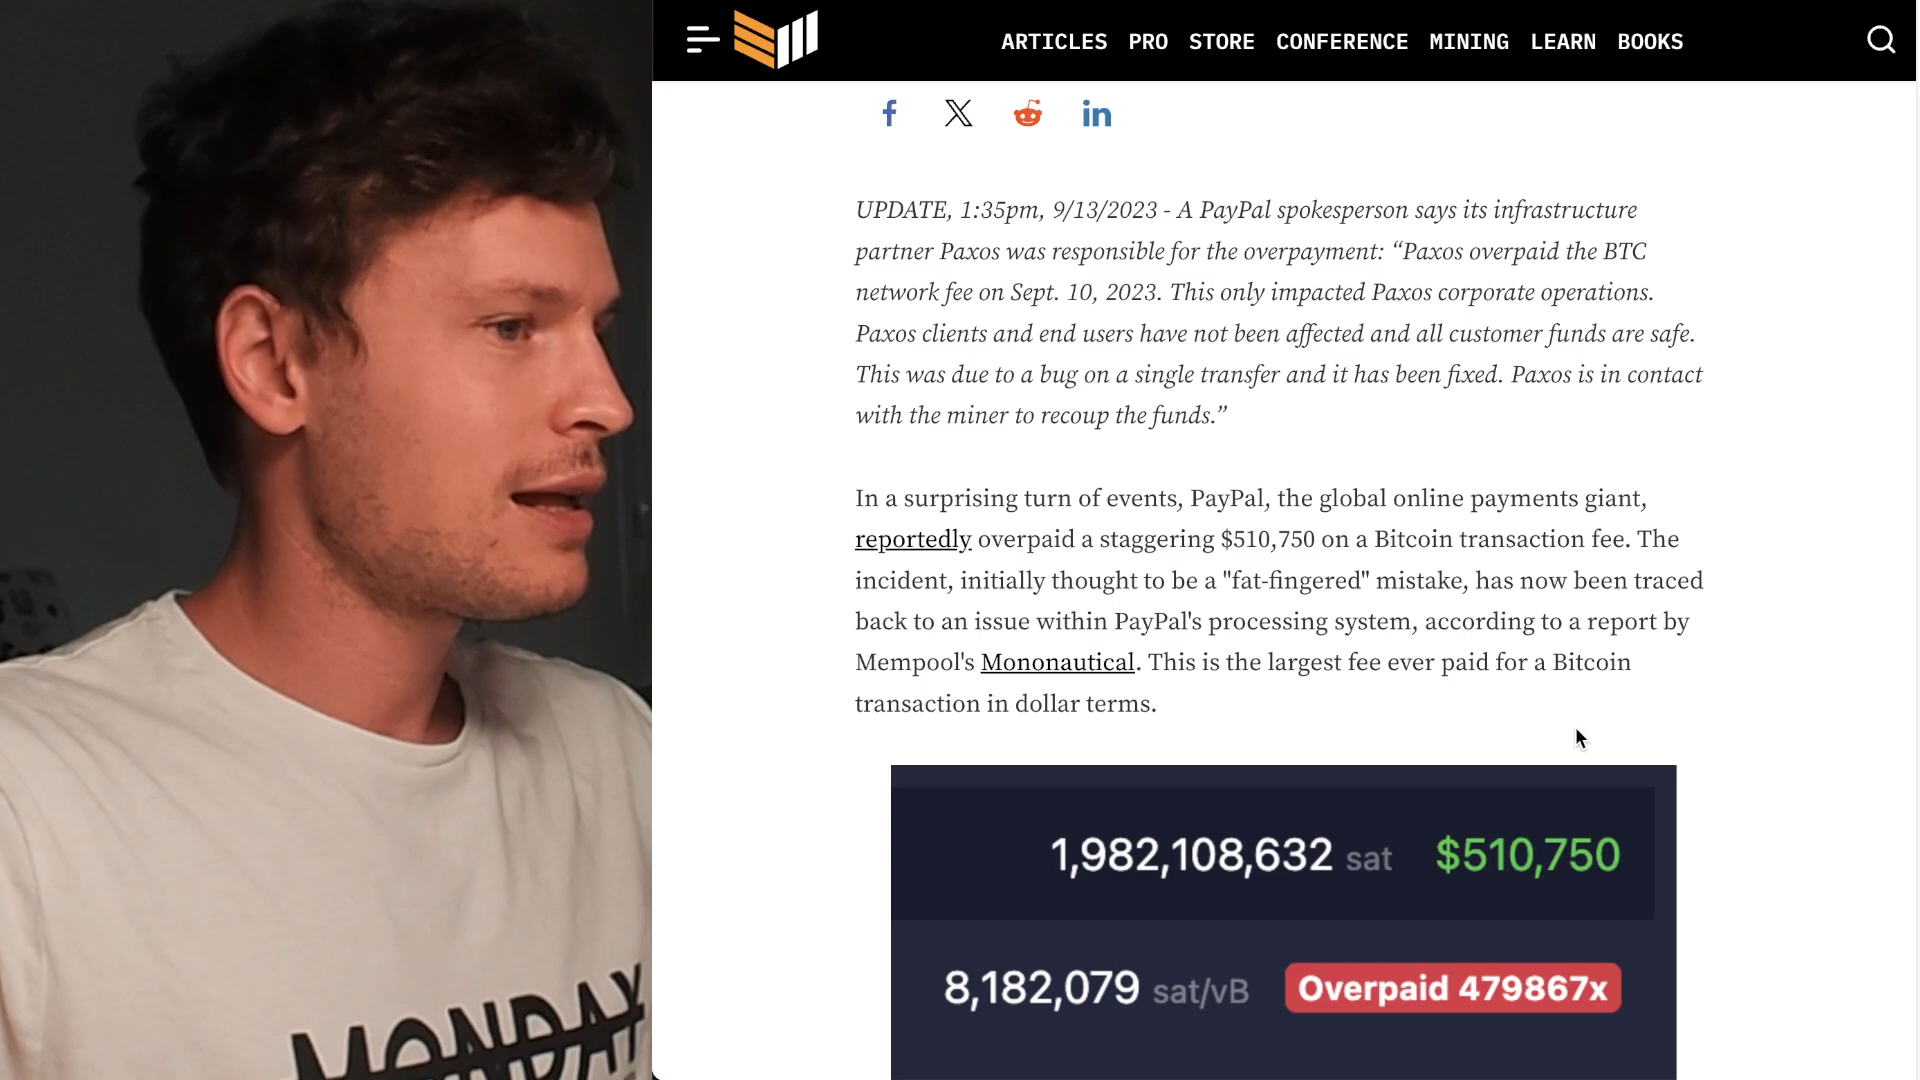 ARTICLES PRO STORE CONFERENCE MINING LEARN BOOKS
UPDATE, 1:35pm, 9/13/2023 - A PayPal spokesperson says its infrastructure
partner Paxos was responsible for the overpayment: “Paxos overpaid the BTC
network fee on Sept. 10, 2023. This only impacted Paxos corporate operations.
Paxos clients and end users have not been affected and all customer funds are safe.
This was due to a bug on a single transfer and it has been fixed. Paxos is in contact
with the miner to recoup the funds.”
In a surprising turn of events, PayPal, the global online payments giant,
reportedly overpaid a staggering $510,750 on a Bitcoin transaction fee. The
incident, initially thought to be a "fat-fingered" mistake, has now been traced
back to an issue within PayPal's processing system, according to a report by
Mempool's Mononautical. This is the largest fee ever paid for a Bitcoin
transaction in dollar terms.
1,982,108,632 sat $510,750
8,182,079 sat/vB Overpaid 479867x
MONDAY